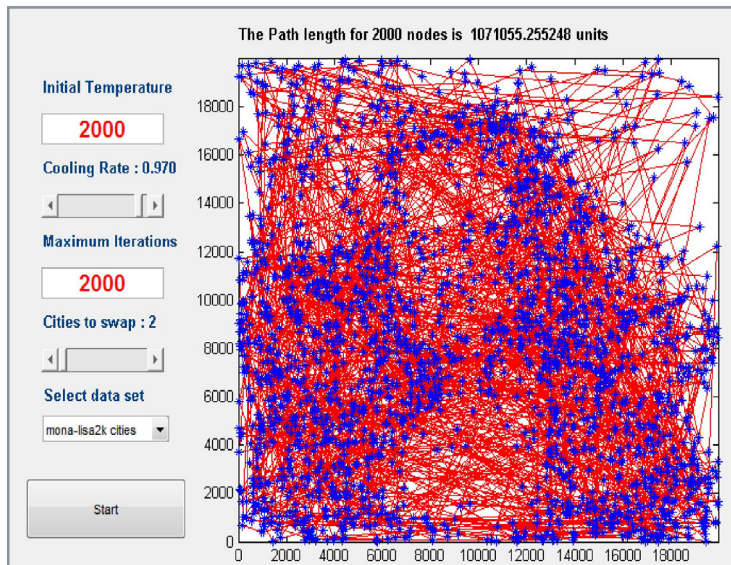 The Path length for 2000 nodes is 1071055.255248 units
Initial Temperature
2000
Cooling Rate : 0.970
Maximum Iterations
2000
Cities to swap : 2
Select data set
mona-lisa2k cities
Start
18000
16000
14000
12000
10000
8000
6000
4000
2000
0
0 2000 4000 6000 8000 10000 12000 14000 16000 18000